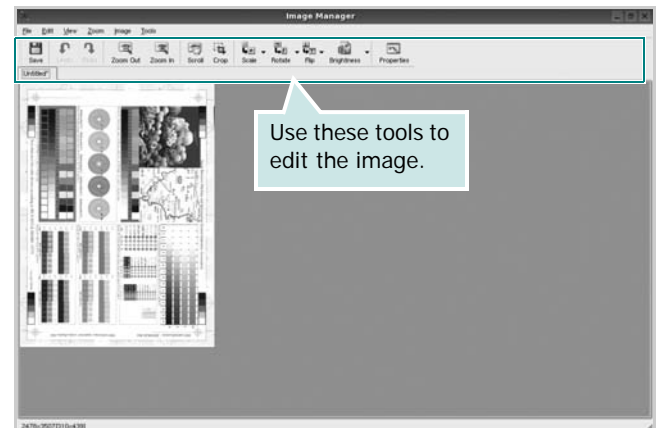 Image Manager
File Edit View Zoom Image Tools
Save Undo Redo Zoom Out Zoom In Scroll Crop Scale Rotate Flip Brightness Properties
Untitled*
Use these tools to
edit the image.